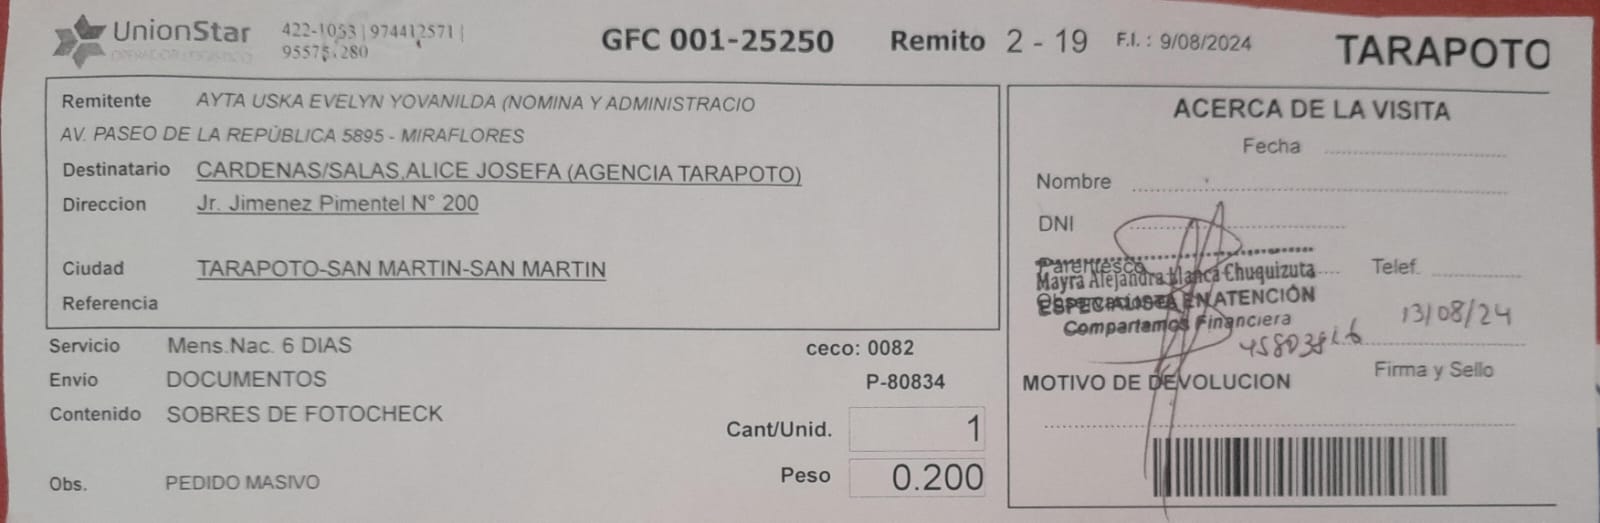 UnionStar
OPERADOR LOGISTICO
422-1053 | 974412571 |
GFC 001-25250
Remito 2 - 19
F.I. : 9/08/2024
TARAPOTO
Remitente AYTA USKA EVELYN YOVANILDA (NOMINA Y ADMINISTRACIO
AV. PASEO DE LA REPÚBLICA 5895 - MIRAFLORES
Destinatario CARDENAS/SALAS,ALICE JOSEFA (AGENCIA TARAPOTO)
Direccion Jr. Jimenez Pimentel N° 200
Ciudad TARAPOTO-SAN MARTIN-SAN MARTIN
Referencia
Servicio Mens.Nac. 6 DIAS
ceco: 0082
Envio DOCUMENTOS
P-80834
Contenido SOBRES DE FOTOCHECK
Cant/Unid. 1
Peso 0.200
Obs. PEDIDO MASIVO
ACERCA DE LA VISITA
Fecha
Nombre
DNI
Parentesco
Telef.
Mayra Alejandra Llanca Chuquizuta
ESPECIALISTA EN ATENCIÓN
Compartamos Financiera
13/08/24
Firma y Sello
MOTIVO DE DEVOLUCION